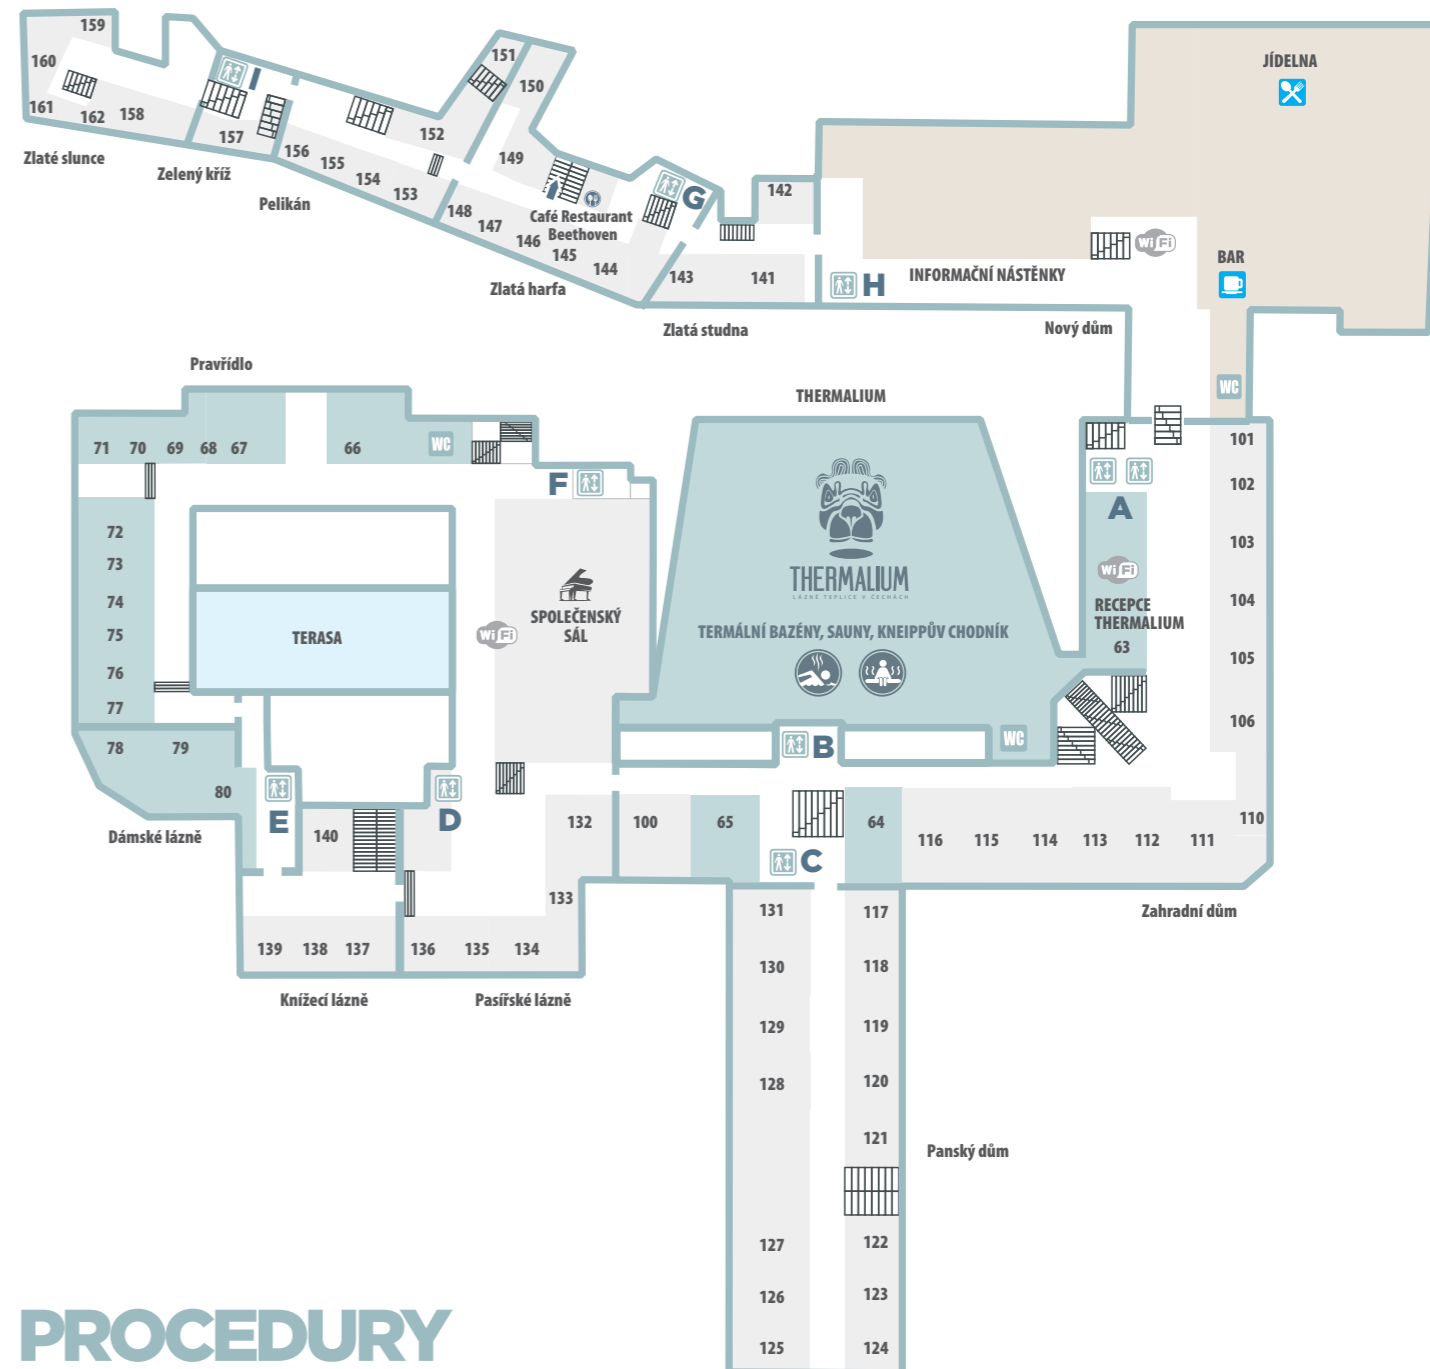 159
160
161
162
158
Zlaté slunce
I
157
Zelený kříž
156
155
154
153
152
151
150
149
Pelikán
148
147
146
145
144
Café Restaurant
Beethoven
Zlatá harfa
G
142
143
141
Zlatá studna
H
JÍDELNA
WiFi
BAR
INFORMAČNÍ NÁSTĚNKY
Nový dům
WC
Pravřídlo
71
70
69
68
67
66
WC
F
72
73
74
75
76
77
TERASA
WiFi
SPOLEČENSKÝ
SÁL
78
79
80
Dámské lázně
E
D
140
132
133
139
138
137
136
135
134
Knížecí lázně
Pasířské lázně
THERMALIUM
THERMALIUM
LÁZNĚ TEPLICE V ČECHÁCH
TERMÁLNÍ BAZÉNY, SAUNY, KNEIPPŮV CHODNÍK
B
WC
A
WiFi
RECEPCE
THERMALIUM
63
101
102
103
104
105
106
110
100
65
C
64
116
115
114
113
112
111
Zahradní dům
131
117
130
118
129
119
128
120
121
Panský dům
127
122
126
123
125
124
PROCEDURY